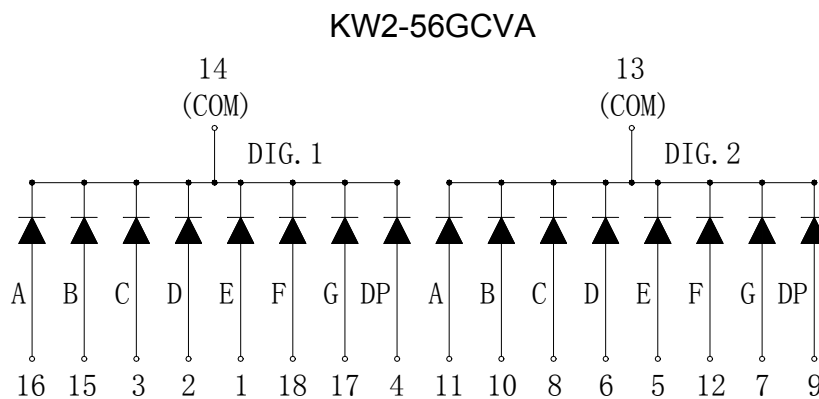 KW2-56GCVA
14 13
(COM) (COM)
DIG. 1 DIG. 2
A B C D E F G DP A B C D E F G DP
16 15 3 2 1 18 17 4 11 10 8 6 5 12 7 9